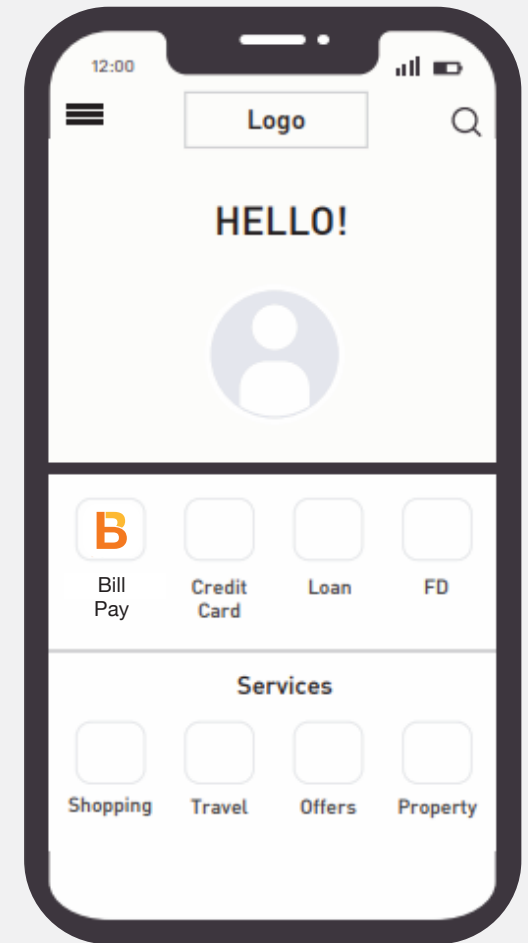 12:00
Logo
HELLO!
B
Bill
Pay
Credit
Card
Loan
FD
Services
Shopping
Travel
Offers
Property